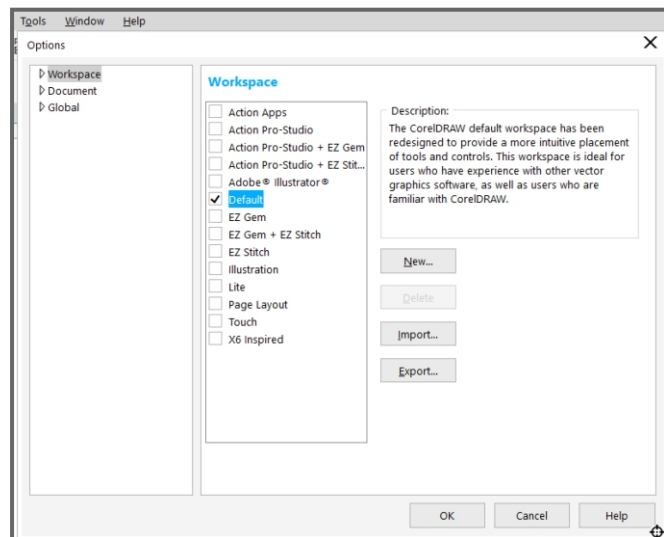 Tools Window Help
Options
Workspace
Document
Global
Workspace
Action Apps
Action Pro-Studio
Action Pro-Studio + EZ Gem
Action Pro-Studio + EZ Stit...
Adobe® Illustrator®
Default
EZ Gem
EZ Gem + EZ Stitch
EZ Stitch
Illustration
Lite
Page Layout
Touch
X6 Inspired
Description:
The CorelDRAW default workspace has been
redesigned to provide a more intuitive placement
of tools and controls. This workspace is ideal for
users who have experience with other vector
graphics software, as well as users who are
familiar with CorelDRAW.
New...
Delete
Import...
Export...
OK Cancel Help